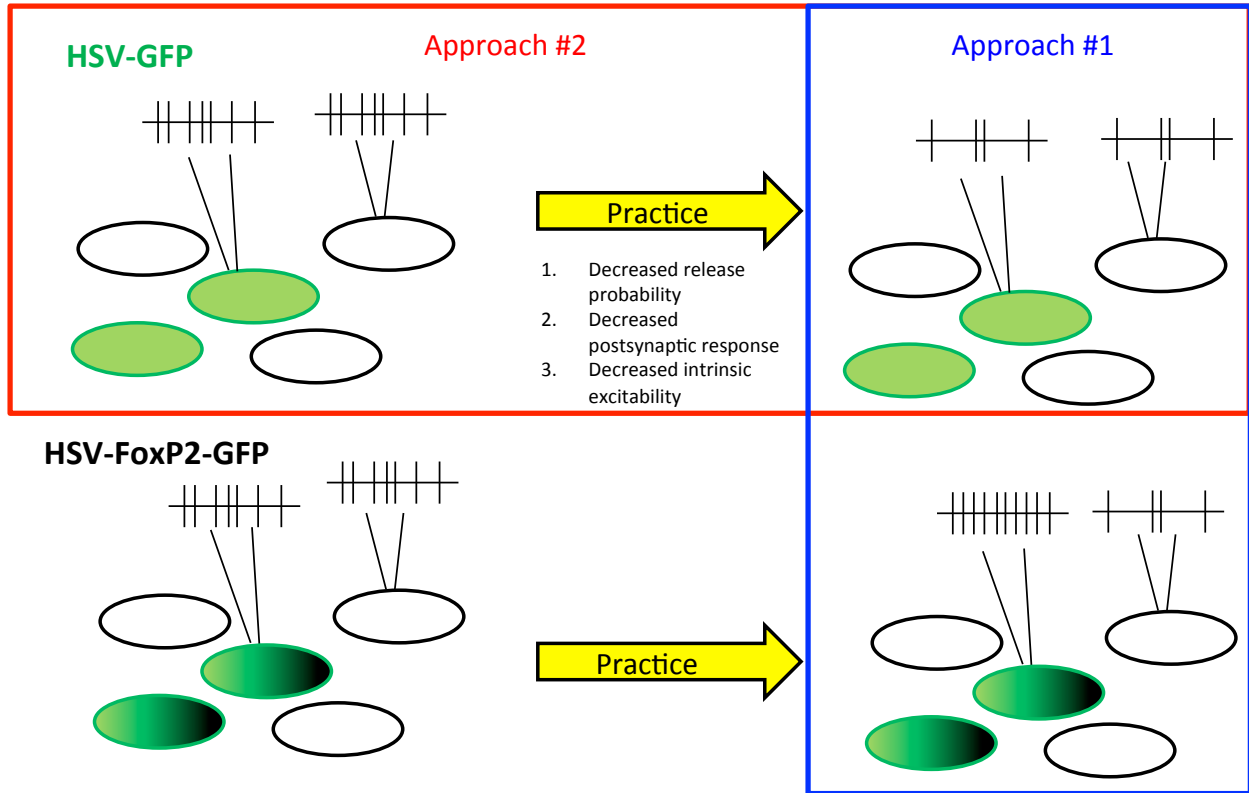 HSV-GFP
Approach #2
Approach #1
Practice
1. Decreased release
probability
2. Decreased
postsynaptic response
3. Decreased intrinsic
excitability
HSV-FoxP2-GFP
Practice